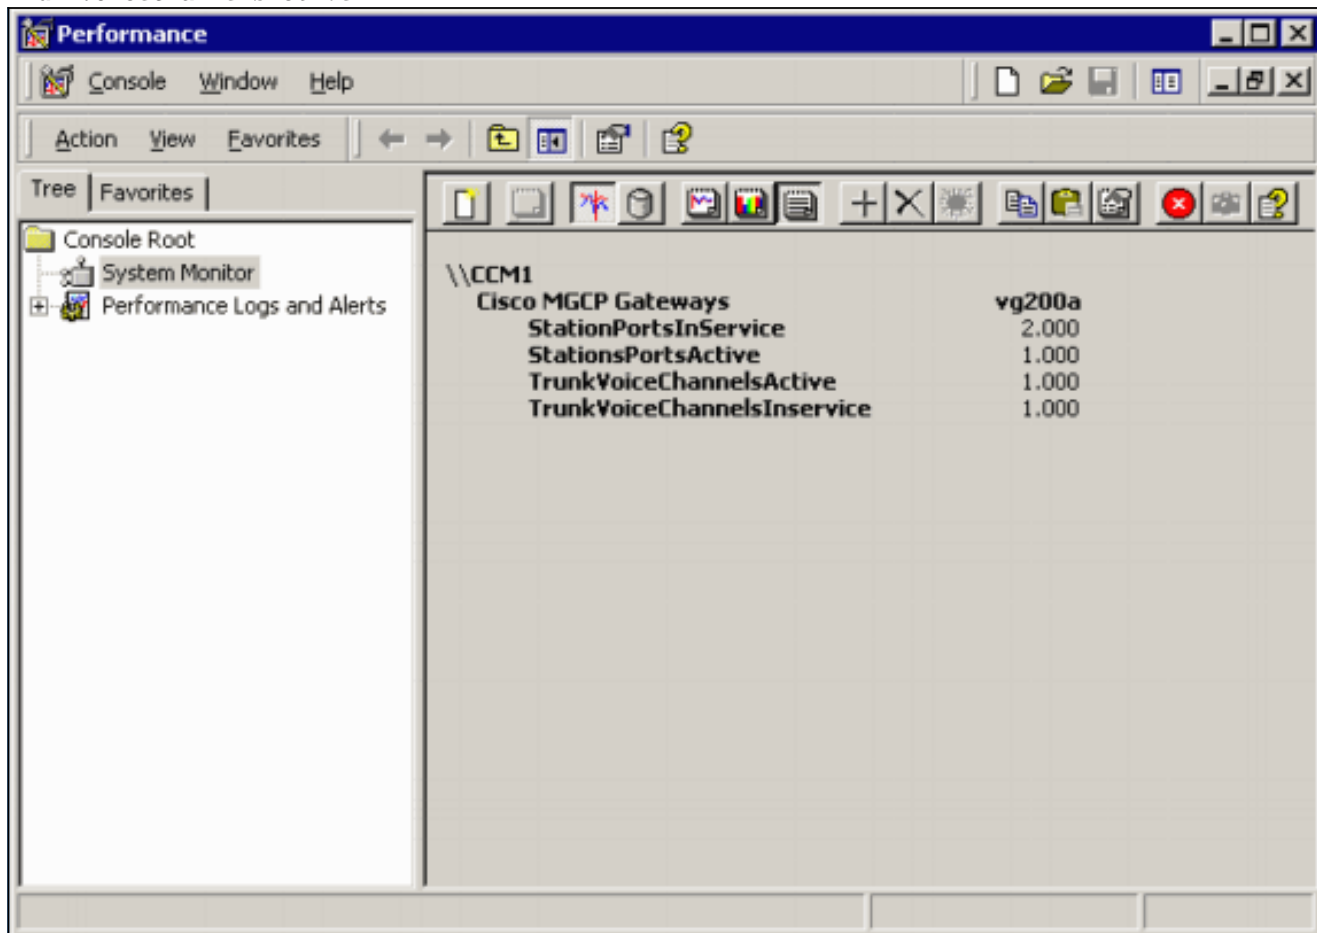 Performance
Console Window Help
Action View Favorites
Tree Favorites
Console Root
System Monitor
Performance Logs and Alerts
\\CCM1
Cisco MGCP Gateways vg200a
StationPortsInService 2.000
StationsPortsActive 1.000
TrunkVoiceChannelsActive 1.000
TrunkVoiceChannelsInservice 1.000